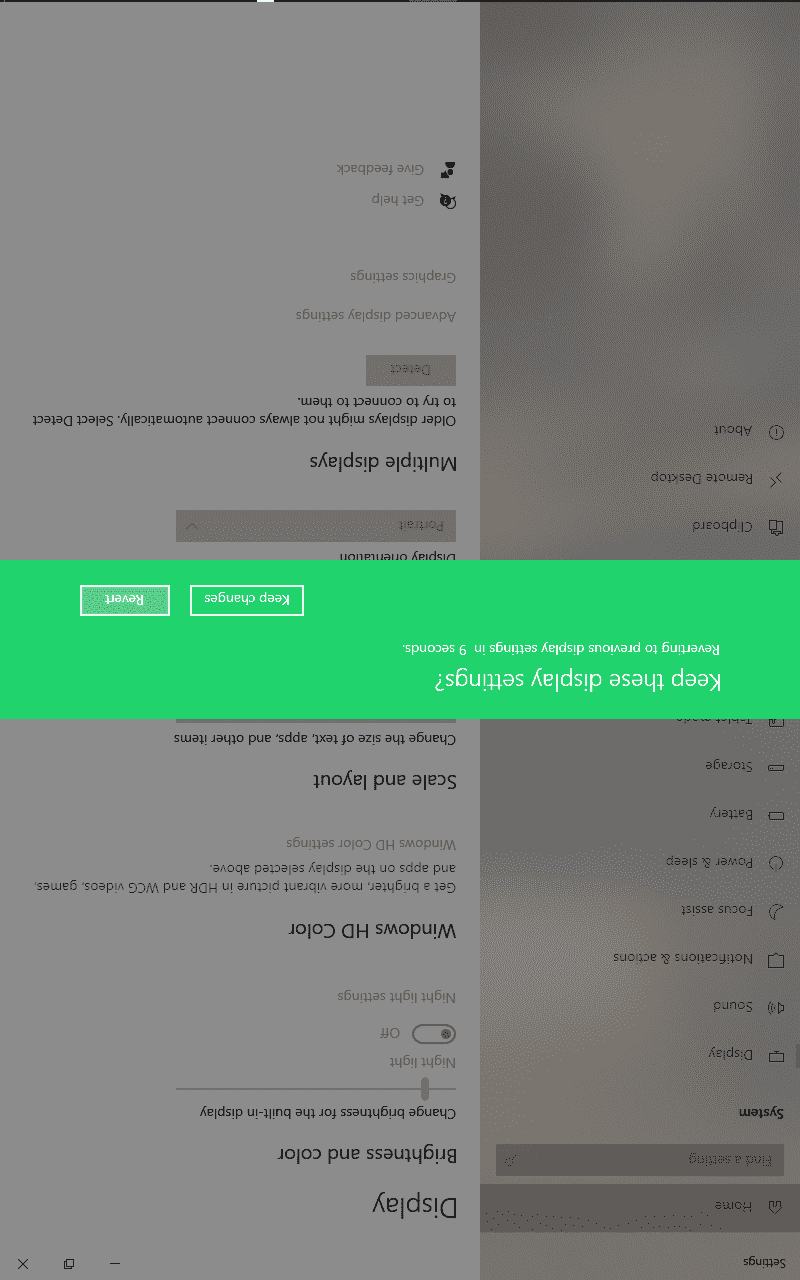 Settings
Home
Find a setting
System
Display
Sound
Notifications & actions
Focus assist
Power & sleep
Battery
Storage
Tablet mode
Clipboard
Remote Desktop
About
Display
Brightness and color
Change brightness for the built-in display
Night light
Off
Night light settings
Windows HD Color
Get a brighter, more vibrant picture in HDR and WCG videos, games,
and apps on the display selected above.
Windows HD Color settings
Scale and layout
Change the size of text, apps, and other items
Keep these display settings?
Reverting to previous display settings in 9 seconds.
Keep changes
Revert
Display orientation
Portrait
Multiple displays
Older displays might not always connect automatically. Select Detect
to try to connect to them.
Detect
Advanced display settings
Graphics settings
Get help
Give feedback